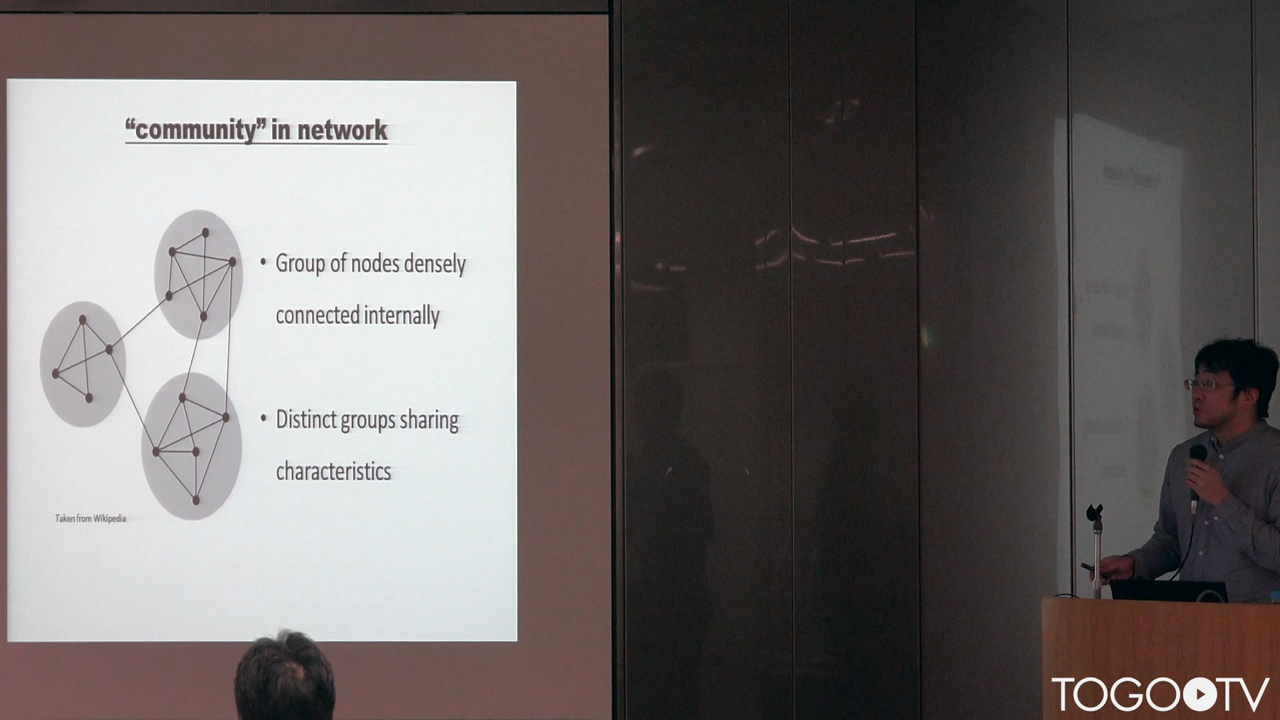 “community” in network
• Group of nodes densely
connected internally
• Distinct groups sharing
characteristics
Taken from Wikipedia
TOGO TV